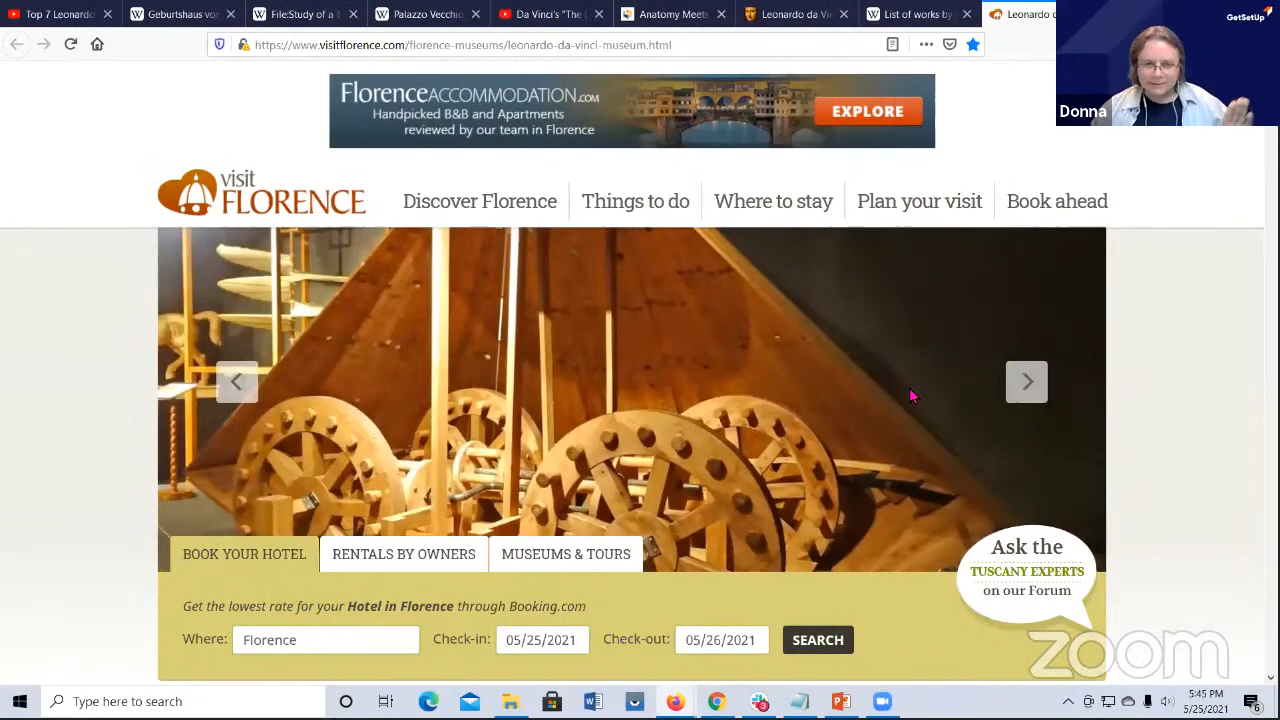 Top 7 Leonardo
Geburtshaus vo
File:Sfor of a l
Palazzo Vecchio
Da Vinci's "The
Anatomy Meets
Leonardo da Vi
List of works by
Leonardo d
GetSetUp
https://www.visitflorence.com/florence-museums/leonardo-da-vinci-museum.html
Donna
FlorenceACCOMMODATION.com
Handpicked B&B and Apartments
reviewed by our team in Florence
EXPLORE
visit
FLORENCE
Discover Florence
Things to do
Where to stay
Plan your visit
Book ahead
BOOK YOUR HOTEL
RENTALS BY OWNERS
MUSEUMS & TOURS
Ask the
TUSCANY EXPERTS
on our Forum
Get the lowest rate for your Hotel in Florence through Booking.com
Where: Florence Check-in: 05/25/2021 Check-out: 05/26/2021 SEARCH
zoom
Type here to search
5:45 PM
5/25/2021
3
6